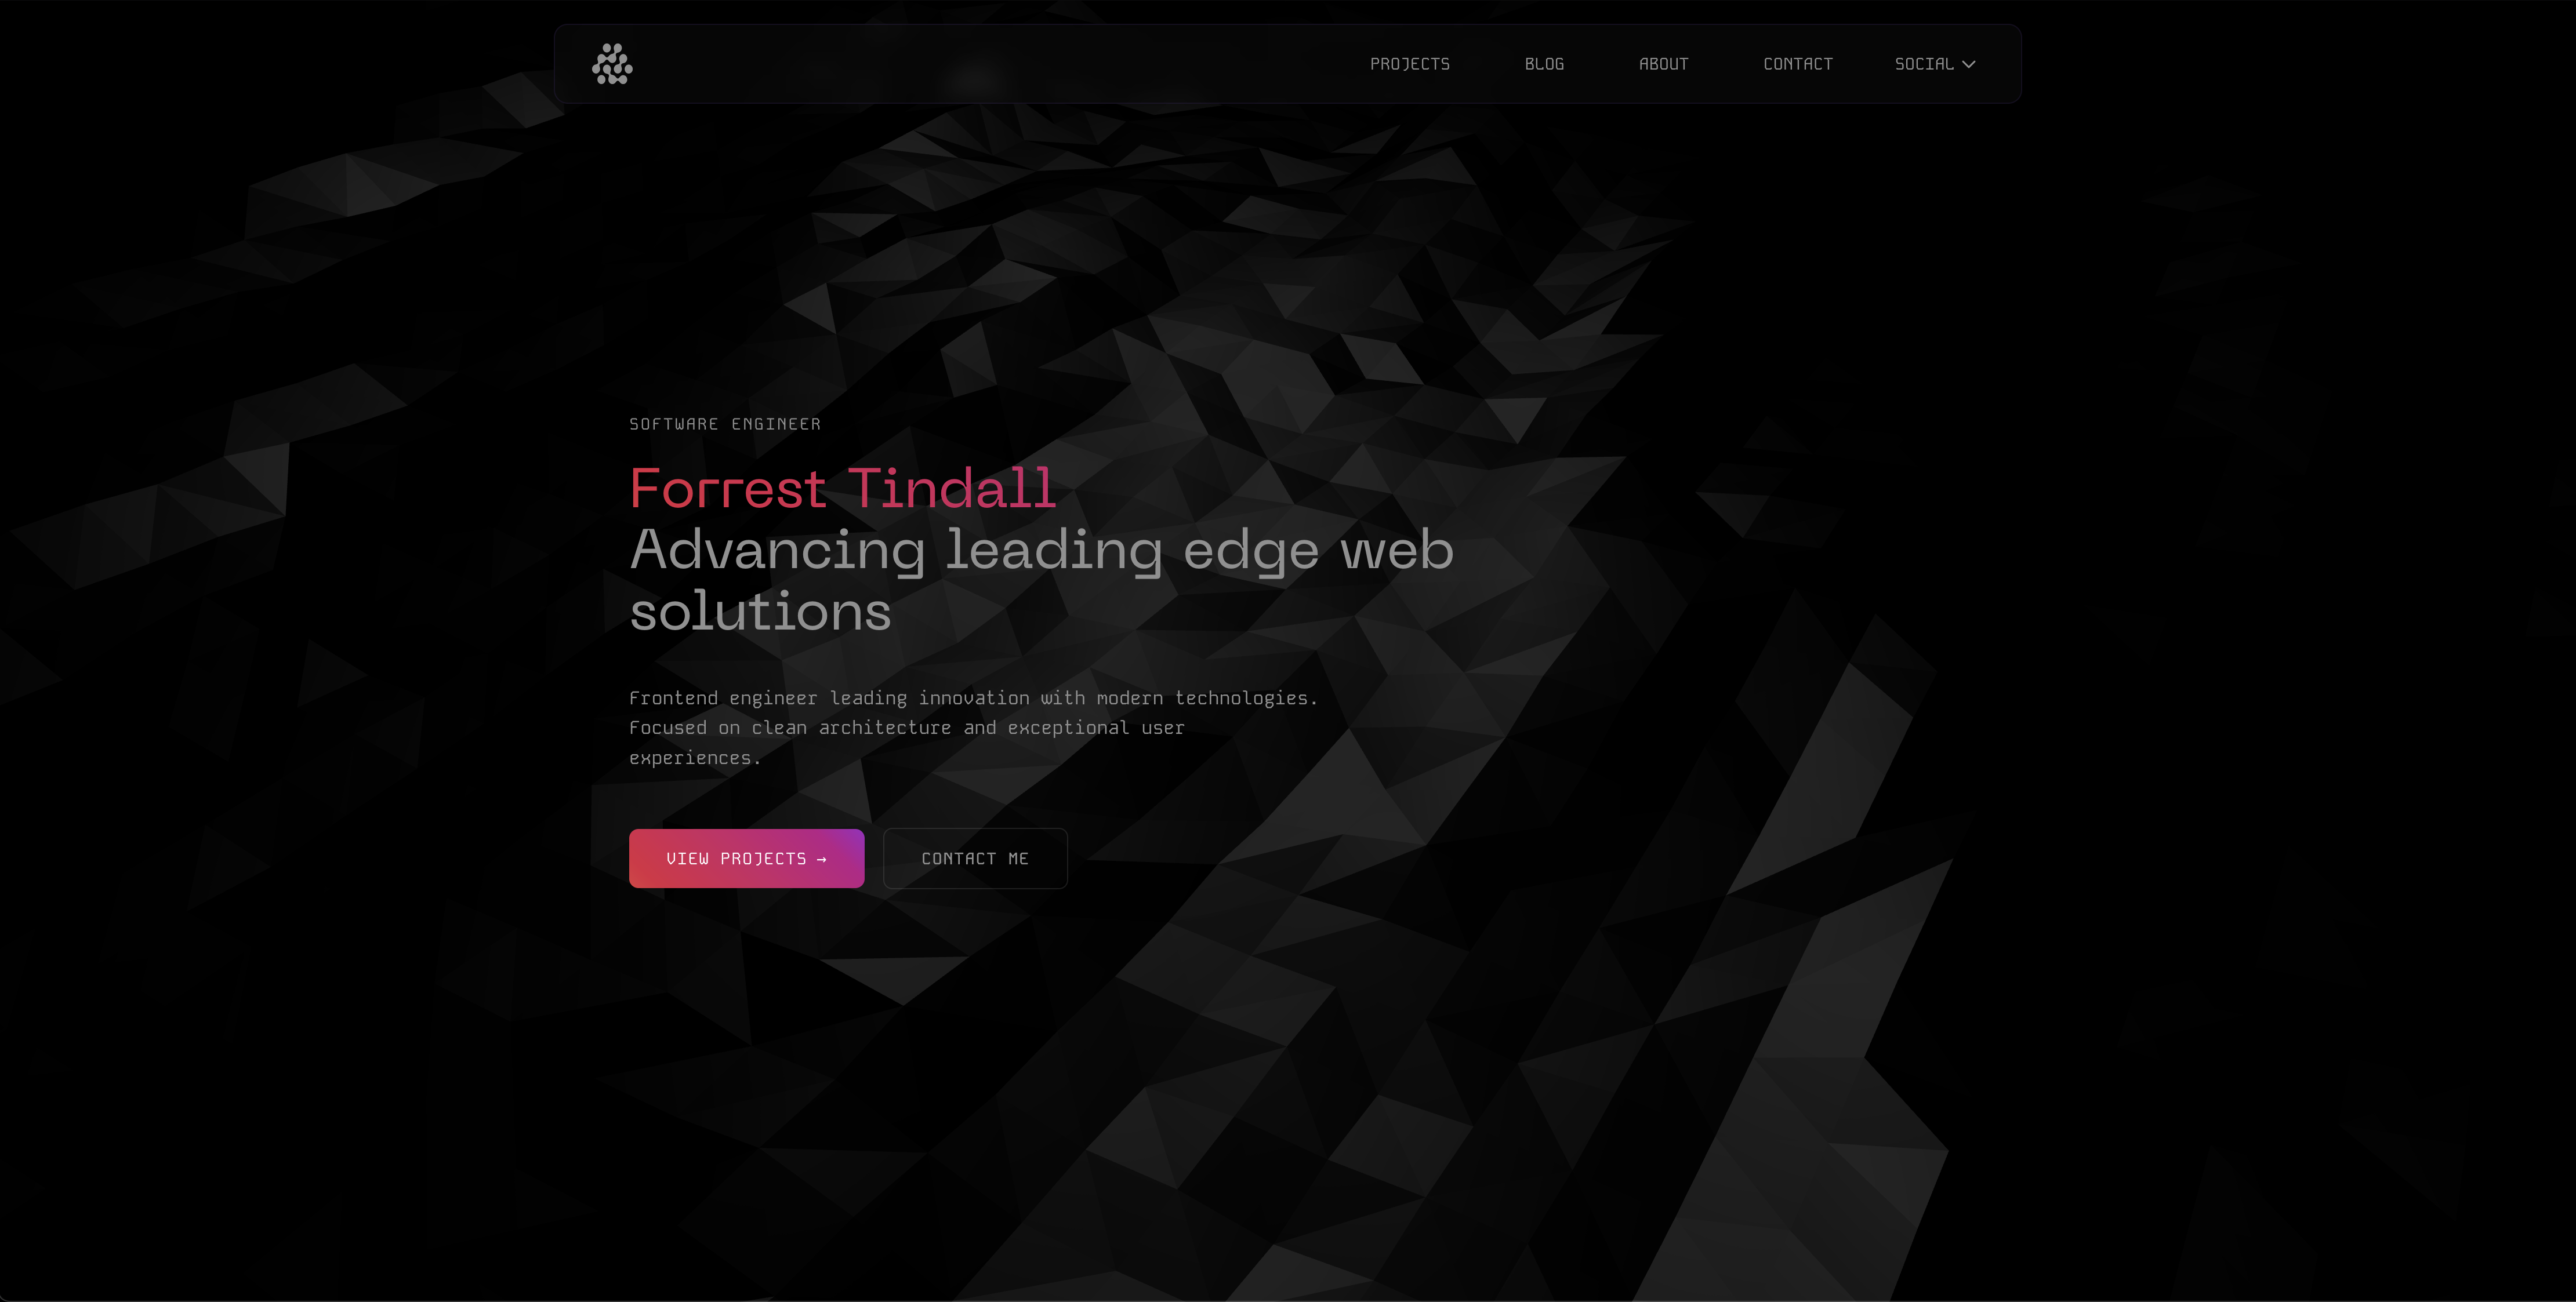 PROJECTS BLOG ABOUT CONTACT SOCIAL
SOFTWARE ENGINEER
Forrest Tindall
Advancing leading edge web
solutions
Frontend engineer leading innovation with modern technologies.
Focused on clean architecture and exceptional user
experiences.
VIEW PROJECTS → CONTACT ME